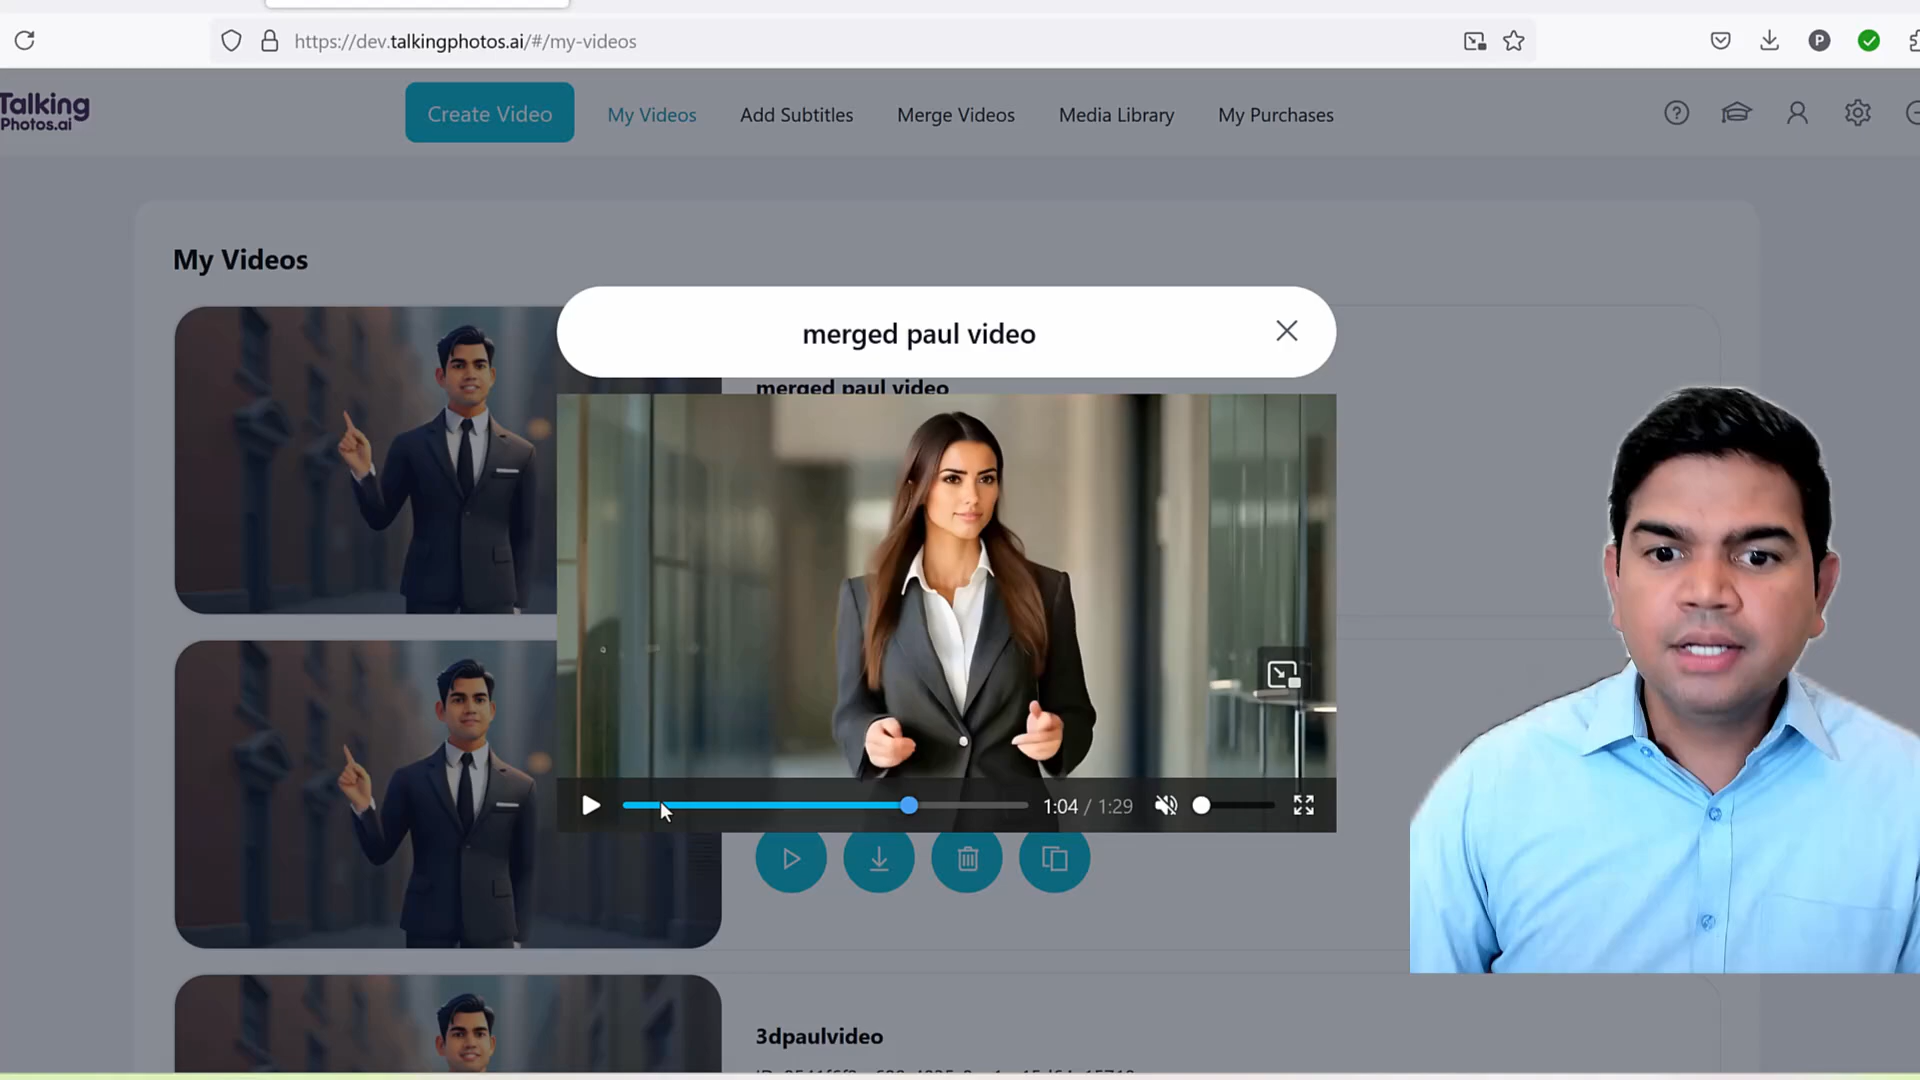 https://dev.talkingphotos.ai/#/my-videos
P
Talking
Photos.ai
Create Video
My Videos
Add Subtitles
Merge Videos
Media Library
My Purchases
My Videos
merged paul video
merged paul video
1:04 / 1:29
3dpaulvideo